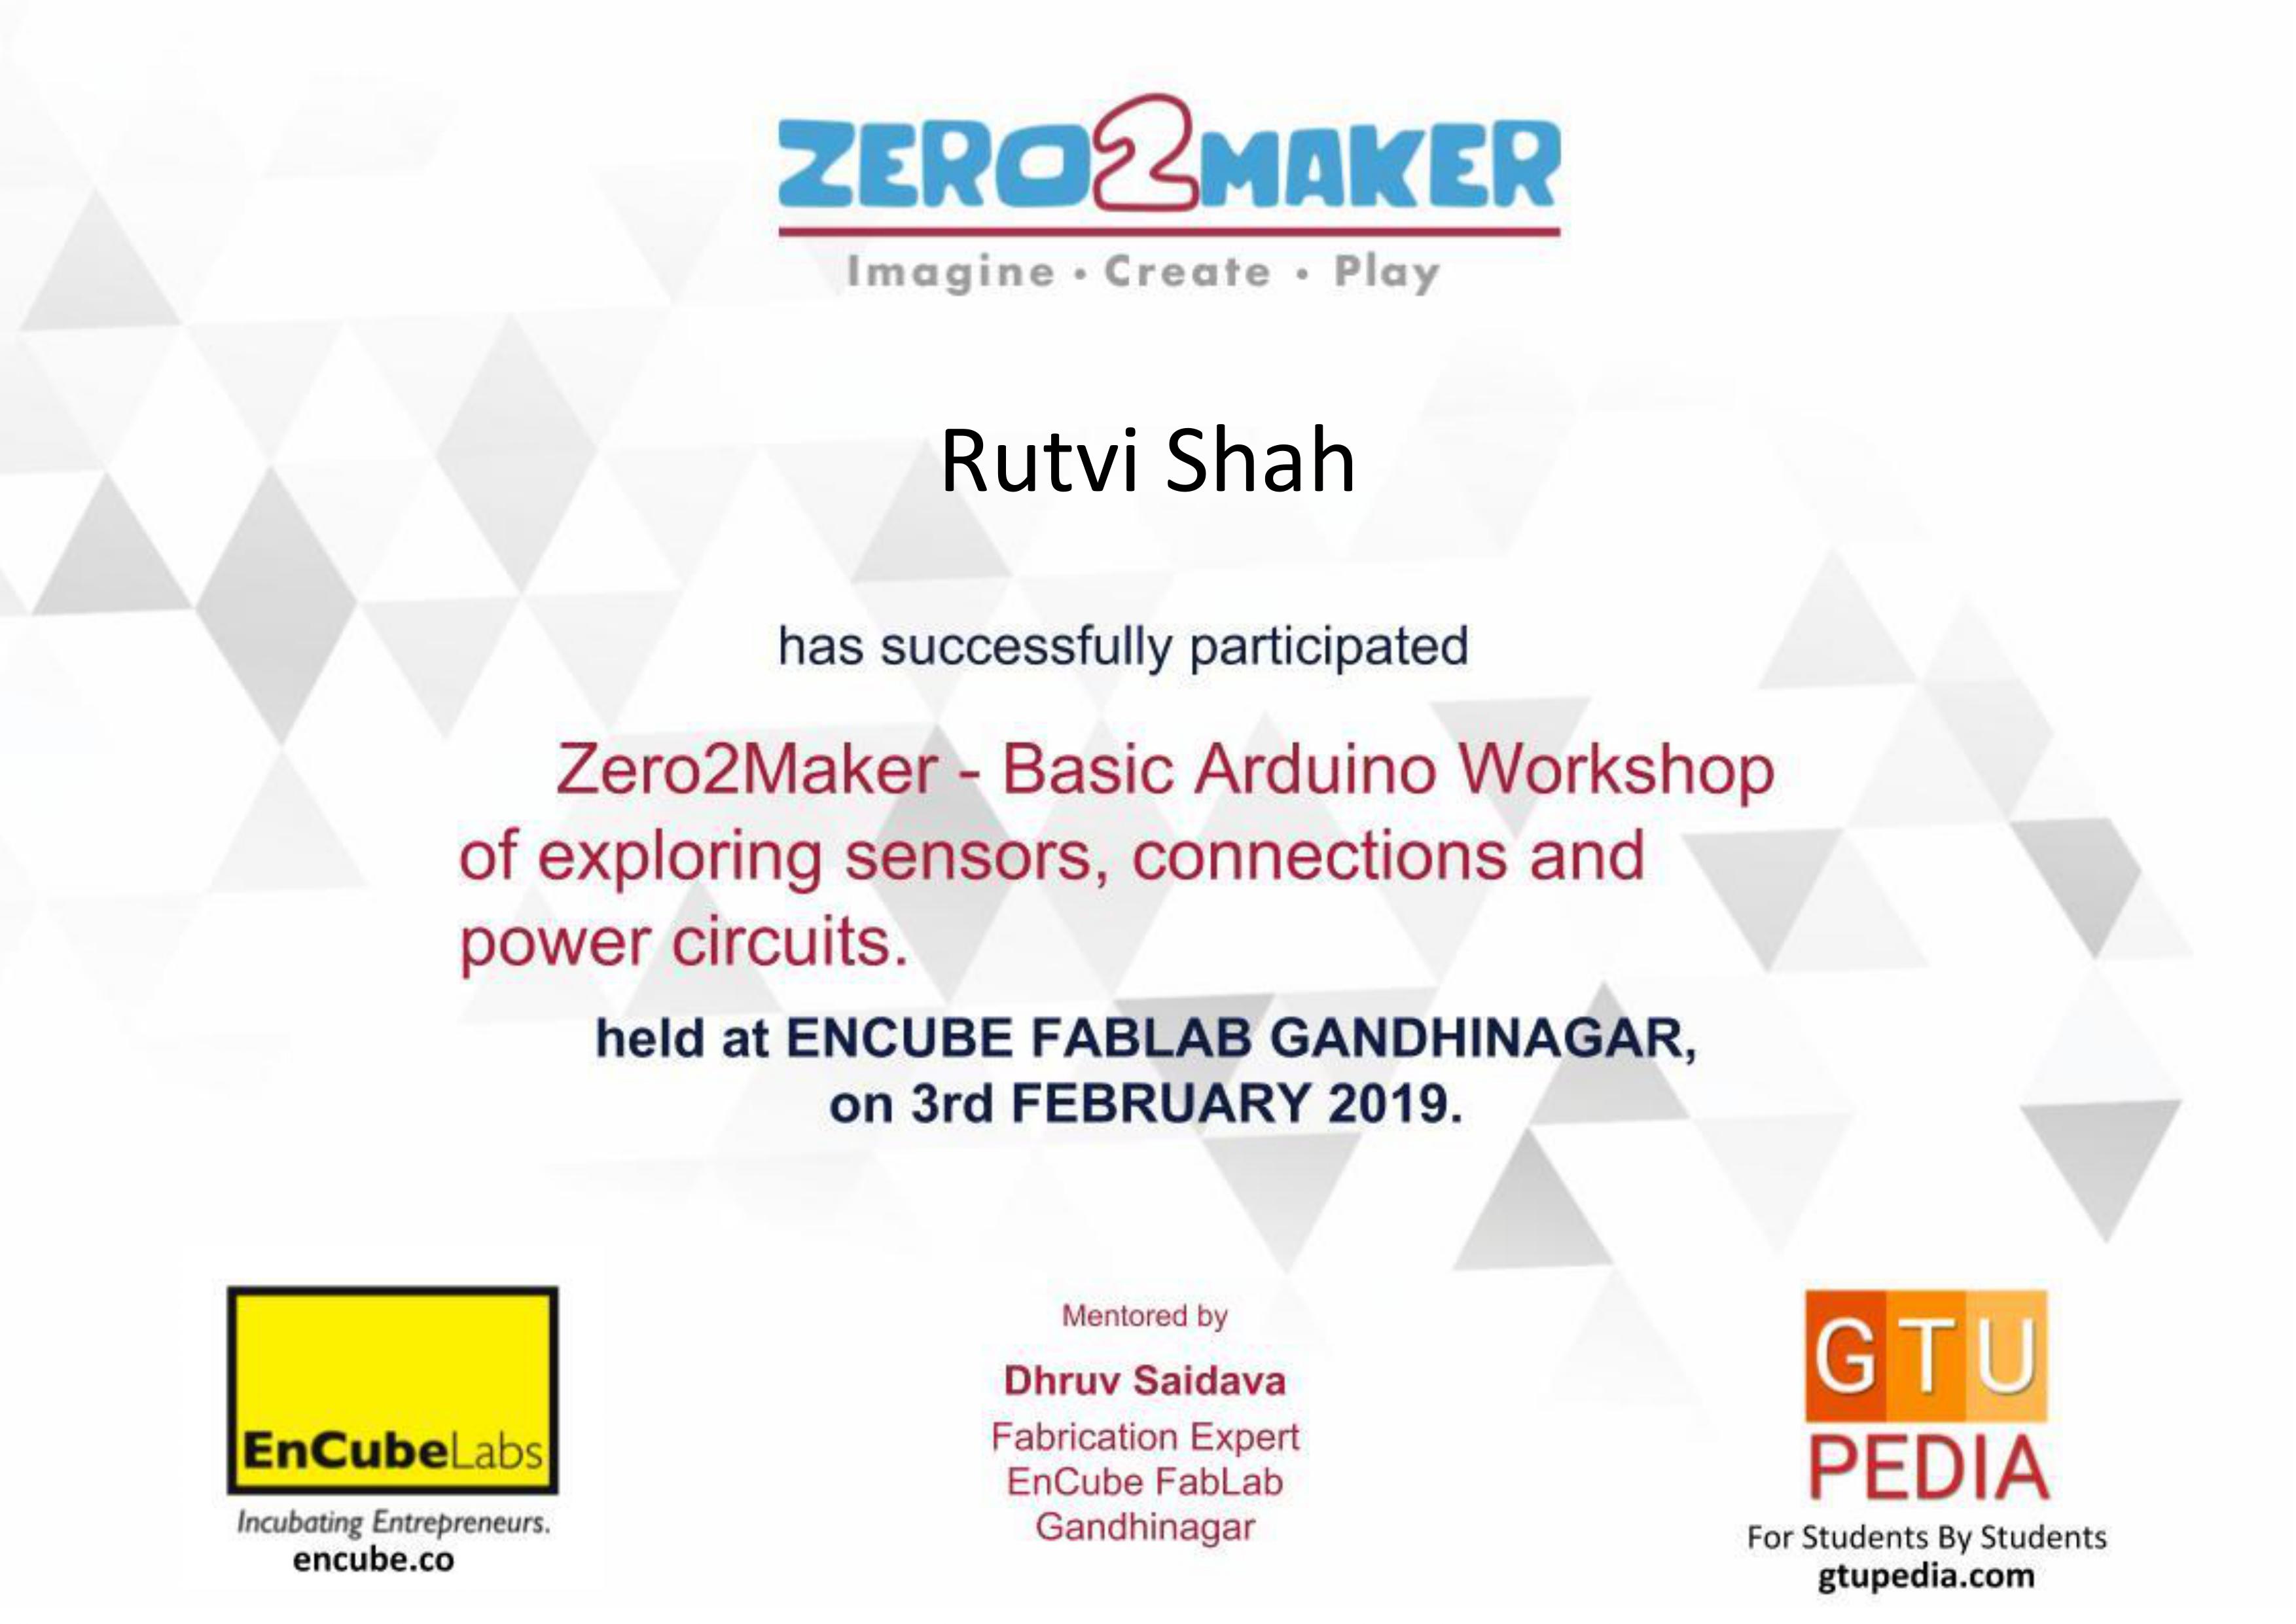 ZERO2MAKER
Imagine • Create • Play
Rutvi Shah
has successfully participated
Zero2Maker - Basic Arduino Workshop
of exploring sensors, connections and
power circuits.
held at ENCUBE FABLAB GANDHINAGAR,
on 3rd FEBRUARY 2019.
EnCubeLabs
Incubating Entrepreneurs.
encube.co
Mentored by
Dhruv Saidava
Fabrication Expert
EnCube FabLab
Gandhinagar
GTU
PEDIA
For Students By Students
gtupedia.com